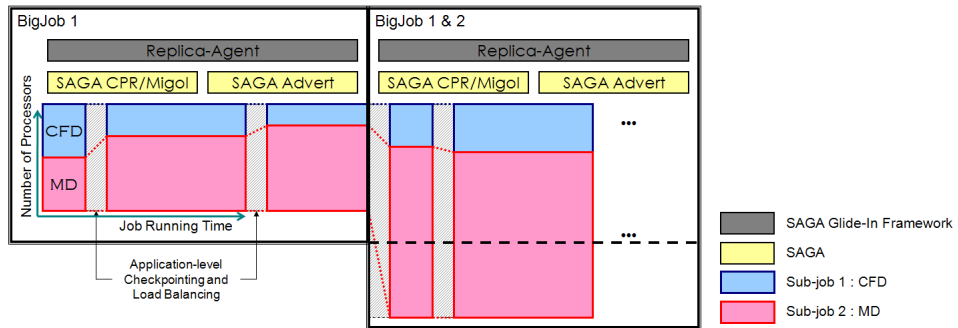 BigJob 1
BigJob 1 & 2
Replica-Agent
Replica-Agent
SAGA CPR/Migol
SAGA Advert
SAGA CPR/Migol
SAGA Advert
Number of Processors
CFD
MD
...
...
Job Running Time
Application-level
Checkpointing and
Load Balancing
SAGA Glide-In Framework
SAGA
Sub-job 1 : CFD
Sub-job 2 : MD